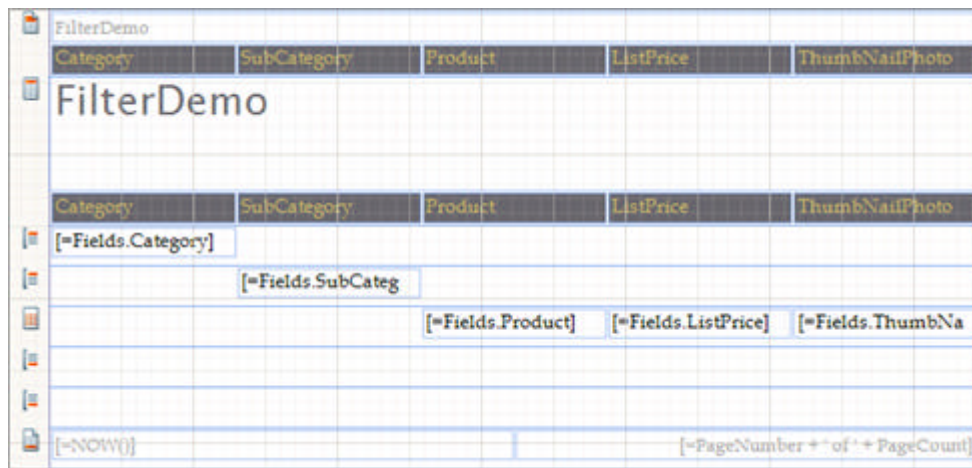 FilterDemo
Category SubCategory Product ListPrice ThumbNailPhoto
FilterDemo
Category SubCategory Product ListPrice ThumbNailPhoto
[=Fields.Category]
[=Fields.SubCateg
[=Fields.Product] [=Fields.ListPrice] [=Fields.ThumbNa
[=NOW()] [=PageNumber + ' of ' + PageCount]